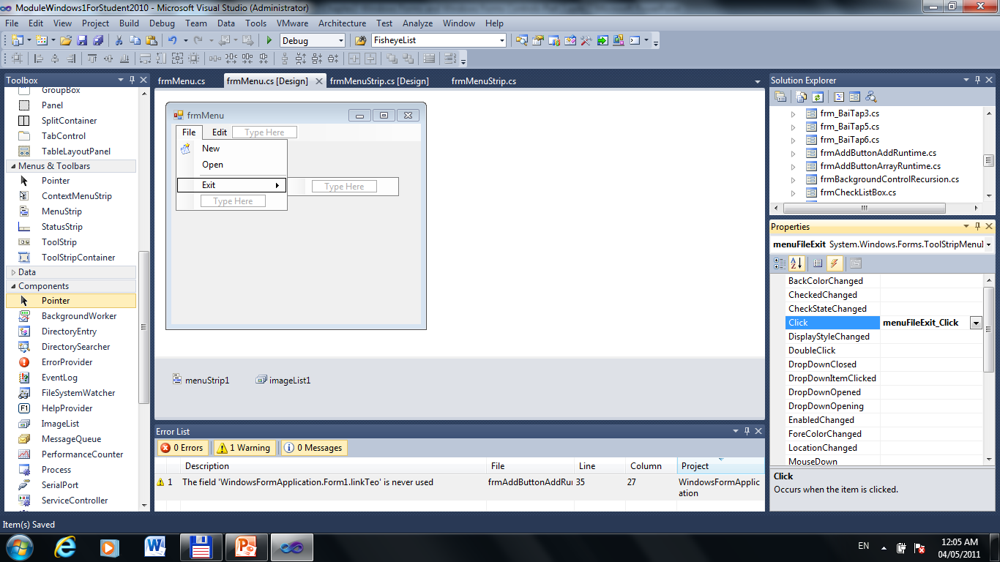 ModuleWindows1ForStudent2010 - Microsoft Visual Studio (Administrator)
File Edit View Project Build Debug Team Data Tools VMware Architecture Test Analyze Window Help
Debug FisheyeList
Toolbox
GroupBox
Panel
SplitContainer
TabControl
TableLayoutPanel
Menus & Toolbars
Pointer
ContextMenuStrip
MenuStrip
StatusStrip
ToolStrip
ToolStripContainer
Data
Components
Pointer
BackgroundWorker
DirectoryEntry
DirectorySearcher
ErrorProvider
EventLog
FileSystemWatcher
HelpProvider
ImageList
MessageQueue
PerformanceCounter
Process
SerialPort
ServiceController
frmMenu.cs frmMenu.cs [Design] frmMenuStrip.cs [Design] frmMenuStrip.cs
frmMenu
File Edit Type Here
New
Open
Exit Type Here
Type Here
menuStrip1 imageList1
Error List
0 Errors 1 Warning 0 Messages
Description File Line Column Project
1 The field 'WindowsFormApplication.Form1.linkTeo' is never used frmAddButtonAddRu 35 27 WindowsFormApplic
ation
Solution Explorer
frm_BaiTap3.cs
frm_BaiTap5.cs
frm_BaiTap6.cs
frmAddButtonAddRuntime.cs
frmAddButtonArrayRuntime.cs
frmBackgroundControlRecursion.cs
frmCheckListBox.cs
Properties
menuFileExit System.Windows.Forms.ToolStripMenu
BackColorChanged
CheckedChanged
CheckStateChanged
Click menuFileExit_Click
DisplayStyleChanged
DoubleClick
DropDownClosed
DropDownItemClicked
DropDownOpened
DropDownOpening
EnabledChanged
ForeColorChanged
LocationChanged
MouseDown
Click
Occurs when the item is clicked.
Item(s) Saved
EN
12:05 AM
04/05/2011